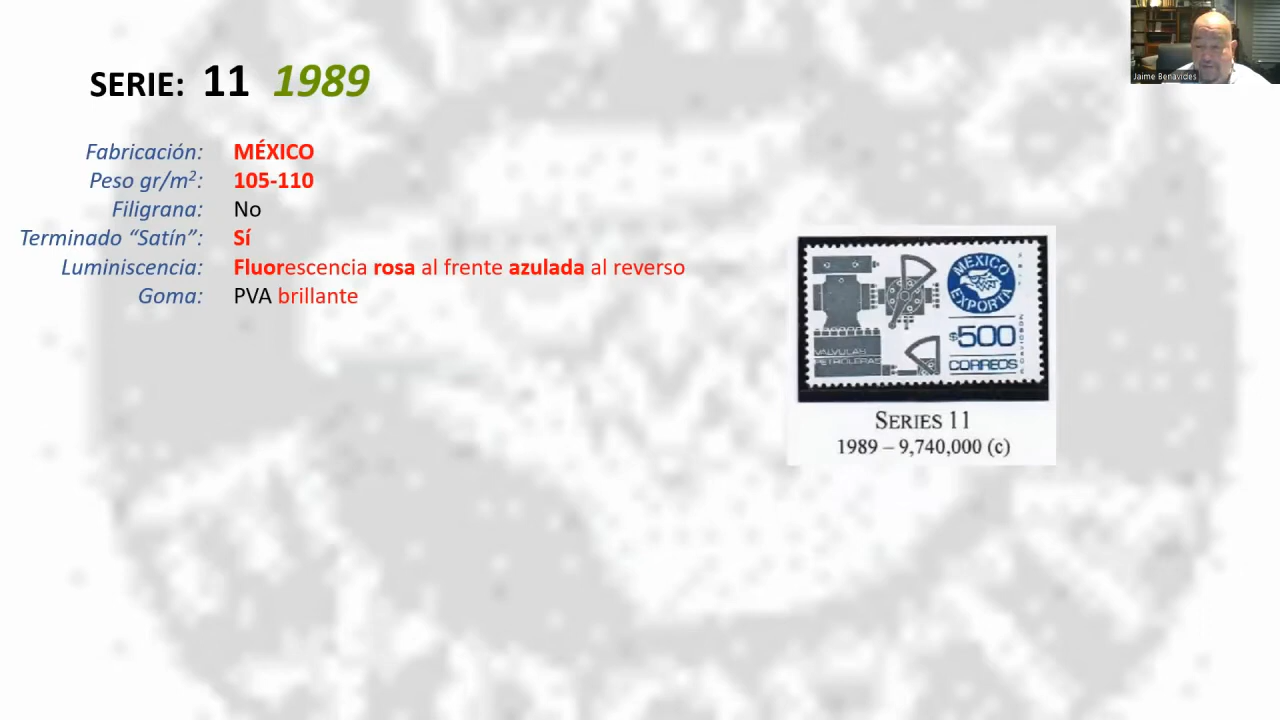 SERIE: 11 1989
Fabricación: MÉXICO
Peso gr/m²: 105-110
Filigrana: No
Terminado “Satín”: Sí
Luminiscencia: Fluorescencia rosa al frente azulada al reverso
Goma: PVA brillante
Jaime Benavides
MEXICO
EXPORTA
$500
CORREOS
VALVULAS
PETROLERAS
SERIES 11
1989 – 9,740,000 (c)